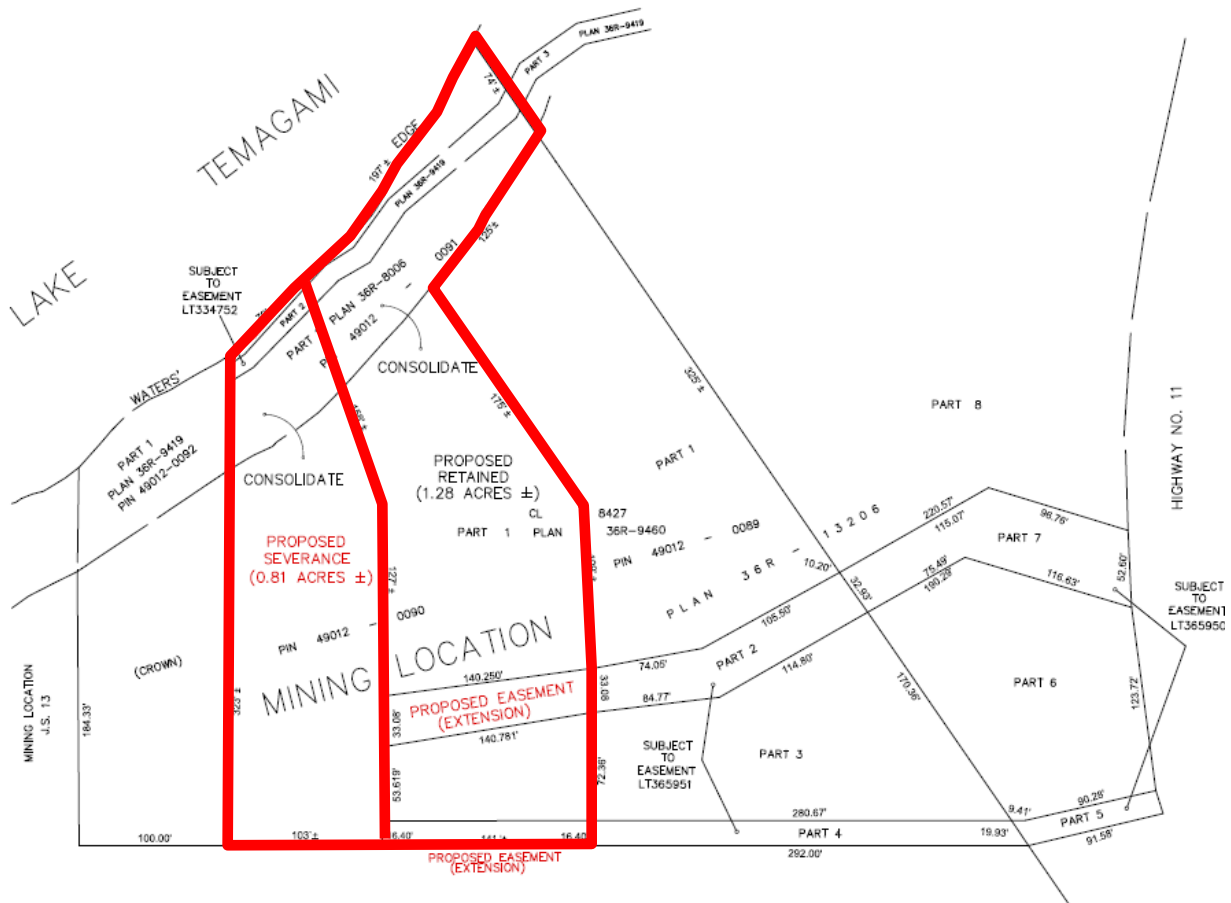 PLAN 36R-9419
PART 3
74' ±
TEMAGAMI
EDGE
197' ±
PLAN 36R-9419
LAKE
SUBJECT
TO
EASEMENT
LT334752
PART 2
PLAN 36R-8006
PART
49012 - 0091
125' ±
CONSOLIDATE
WATERS'
325' ±
HIGHWAY NO. 11
PART 8
175' ±
158' ±
PART 1
PLAN 36R-9419
PIN 49012-0092
CONSOLIDATE
PROPOSED
RETAINED
(1.28 ACRES ±)
PART 1
CL 8427
PART 1 PLAN 36R-9460
PIN 49012 - 0089
PLAN 36R-13206
PROPOSED
SEVERANCE
(0.81 ACRES ±)
127' ±
220.57'
115.07'
96.76'
PART 7
10.20'
32.93'
75.49'
190.29'
116.63'
52.60'
SUBJECT
TO
EASEMENT
LT365950
PIN 49012 - 0090
MINING LOCATION
(CROWN)
MINING LOCATION
J.S. 13
184.33'
323' ±
140.250'
74.05'
105.50'
PART 2
114.80'
33.08'
PROPOSED EASEMENT
(EXTENSION)
33.08
84.77'
170.36'
PART 6
123.72'
140.781'
53.619'
72.36'
SUBJECT
TO
EASEMENT
LT365951
PART 3
280.67'
9.41'
90.28'
PART 5
91.58'
100.00'
103' ±
6.40'
141' ±
16.40'
PART 4
19.93'
292.00'
PROPOSED EASEMENT
(EXTENSION)